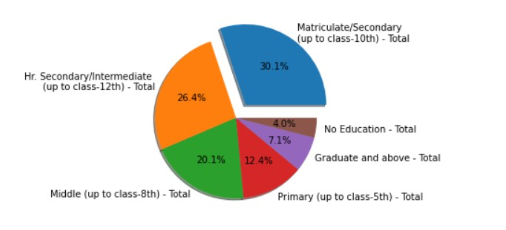 Matriculate/Secondary
(up to class-10th) - Total
30.1%
Hr. Secondary/Intermediate
(up to class-12th) - Total
26.4%
4.0%
No Education - Total
7.1%
Graduate and above - Total
20.1%
12.4%
Middle (up to class-8th) - Total
Primary (up to class-5th) - Total